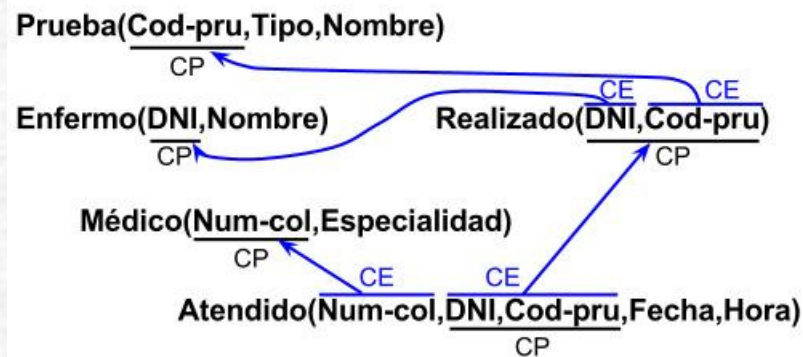 Prueba(Cod-pru,Tipo,Nombre)
CP
CE CE
Enfermo(DNI,Nombre) Realizado(DNI,Cod-pru)
CP CP
Médico(Num-col,Especialidad)
CP
CE CE
Atendido(Num-col,DNI,Cod-pru,Fecha,Hora)
CP